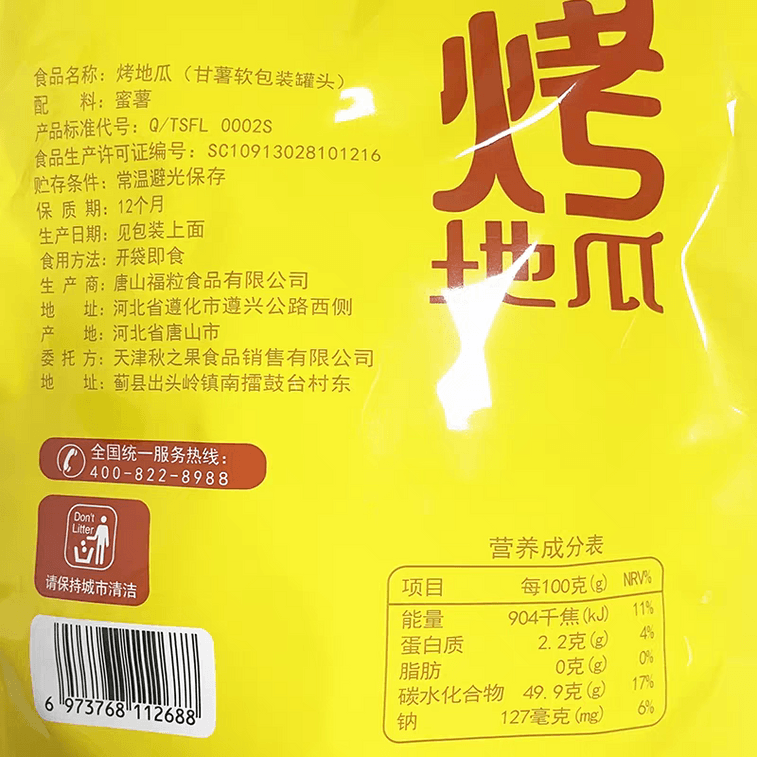 烤
地瓜
食品名称：烤地瓜（甘薯软包装罐头）
配 料：蜜薯
产品标准代号：Q/TSFL 0002S
食品生产许可证编号：SC10913028101216
贮存条件：常温避光保存
保 质 期：12个月
生产日期：见包装上面
食用方法：开袋即食
生 产 商：唐山福粒食品有限公司
地 址：河北省遵化市遵兴公路西侧
产 地：河北省唐山市
委 托 方：天津秋之果食品销售有限公司
地 址：蓟县出头岭镇南擂鼓台村东
全国统一服务热线：
400-822-8988
Don't
Litter
请保持城市清洁
6 973768 112688
营养成分表
项目 每100克(g) NRV%
能量 904千焦(kJ) 11%
蛋白质 2.2克(g) 4%
脂肪 0克(g) 0%
碳水化合物 49.9克(g) 17%
钠 127毫克(mg) 6%